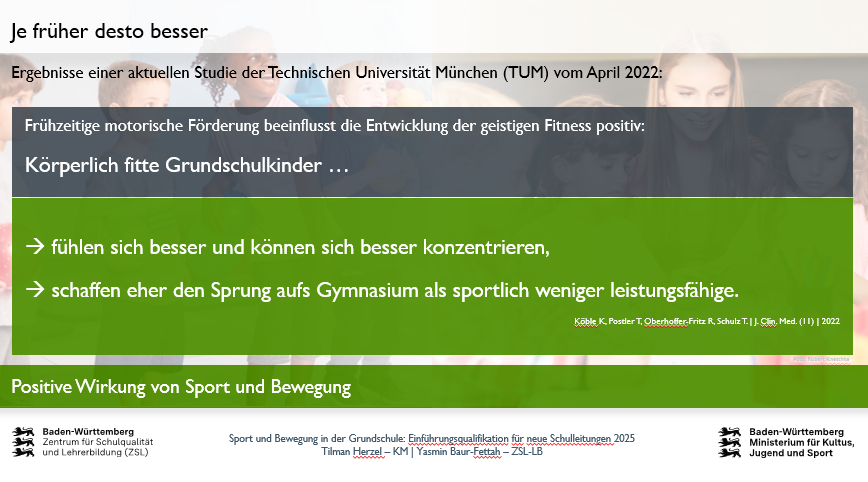 Je früher desto besser
Ergebnisse einer aktuellen Studie der Technischen Universität München (TUM) vom April 2022:
Frühzeitige motorische Förderung beeinflusst die Entwicklung der geistigen Fitness positiv:
Körperlich fitte Grundschulkinder …
→ fühlen sich besser und können sich besser konzentrieren,
→ schaffen eher den Sprung aufs Gymnasium als sportlich weniger leistungsfähige.
Köble K, Postler T, Oberhoffer-Fritz R, Schulz T. | J. Clin. Med. (11) | 2022
Positive Wirkung von Sport und Bewegung
Baden-Württemberg
Zentrum für Schulqualität
und Lehrerbildung (ZSL)
Sport und Bewegung in der Grundschule: Einführungsqualifikation für neue Schulleitungen 2025
Tilman Herzel – KM | Yasmin Baur-Fettah – ZSL-LB
Baden-Württemberg
Ministerium für Kultus,
Jugend und Sport